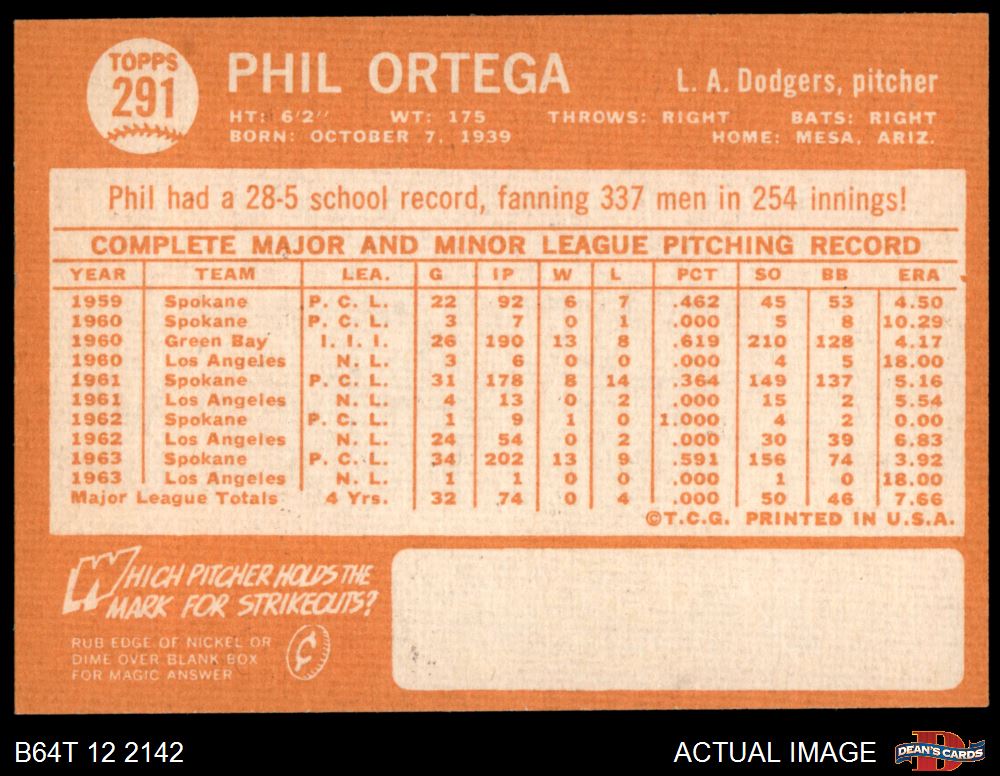 TOPPS
291
PHIL ORTEGA
L. A. Dodgers, pitcher
HT: 6'2" WT: 175 THROWS: RIGHT BATS: RIGHT
BORN: OCTOBER 7, 1939 HOME: MESA, ARIZ.
Phil had a 28-5 school record, fanning 337 men in 254 innings!
COMPLETE MAJOR AND MINOR LEAGUE PITCHING RECORD
YEAR TEAM LEA. G IP W L PCT SO BB ERA
1959 Spokane P. C. L. 22 92 6 7 .462 45 53 4.50
1960 Spokane P. C. L. 3 7 0 1 .000 5 8 10.29
1960 Green Bay I. I. I. 26 190 13 8 .619 210 128 4.17
1960 Los Angeles N. L. 3 6 0 0 .000 4 5 18.00
1961 Spokane P. C. L. 31 178 8 14 .364 149 137 5.16
1961 Los Angeles N. L. 4 13 0 2 .000 15 2 5.54
1962 Spokane P. C. L. 1 9 1 0 1.000 4 2 0.00
1962 Los Angeles N. L. 24 54 0 2 .000 30 39 6.83
1963 Spokane P. C. L. 34 202 13 9 .591 156 74 3.92
1963 Los Angeles N. L. 1 1 0 0 .000 1 0 18.00
Major League Totals 4 Yrs. 32 74 0 4 .000 50 46 7.66
©T.C.G. PRINTED IN U.S.A.
WHICH PITCHER HOLDS THE
MARK FOR STRIKEOUTS?
RUB EDGE OF NICKEL OR
DIME OVER BLANK BOX
FOR MAGIC ANSWER
B64T 12 2142
ACTUAL IMAGE
D
DEAN'S CARDS